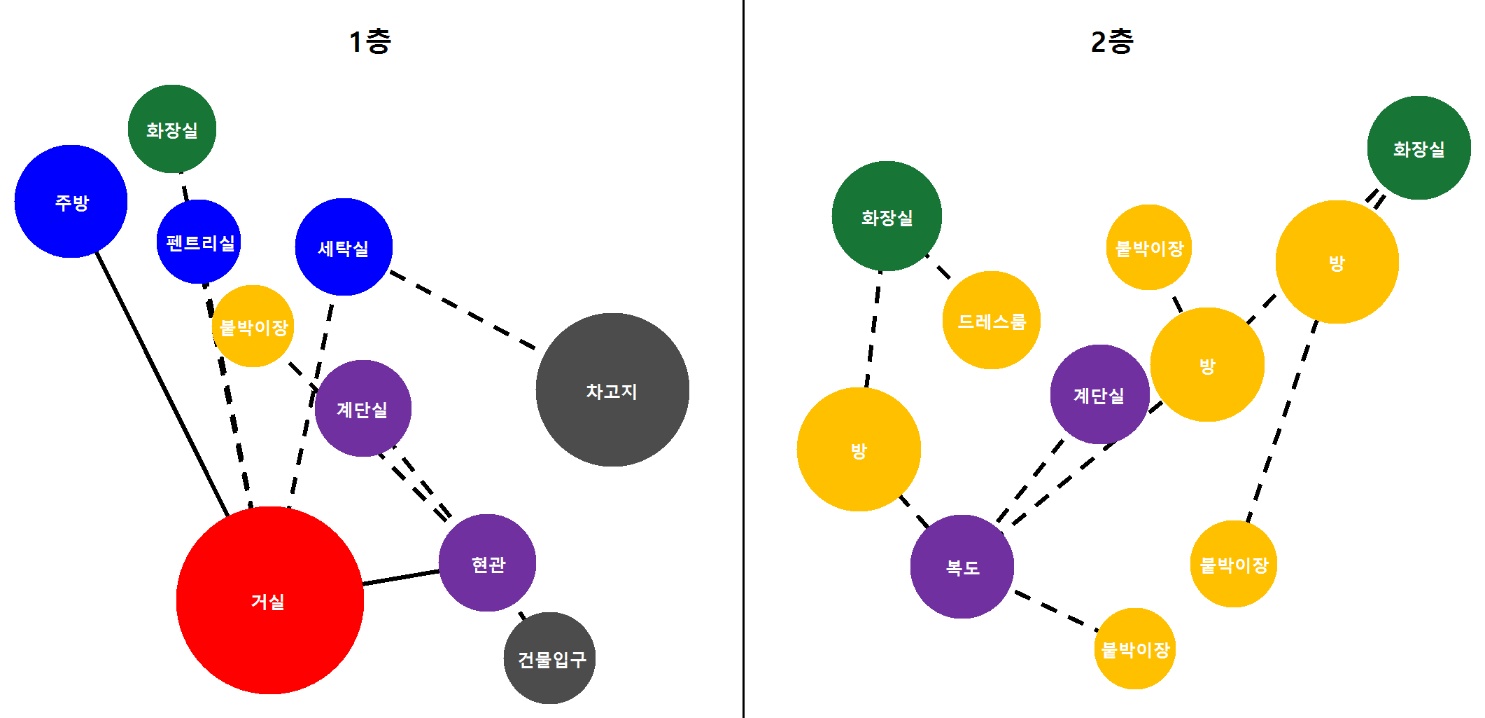 1층
화장실
주방
펜트리실
세탁실
붙박이장
차고지
계단실
현관
거실
건물입구
2층
화장실
화장실
붙박이장
방
드레스룸
방
계단실
방
복도
붙박이장
붙박이장